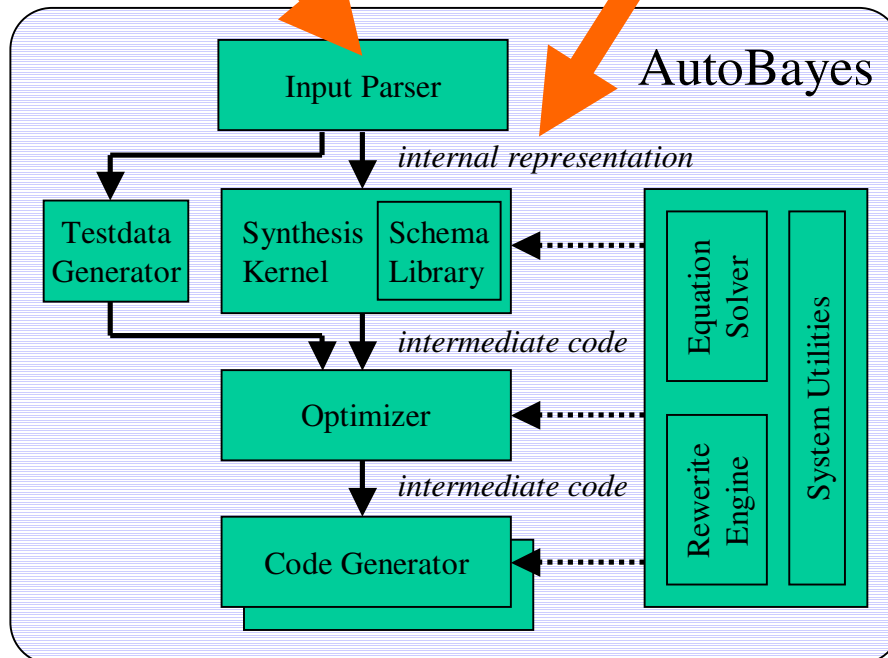 AutoBayes
Input Parser
internal representation
Testdata
Generator
Synthesis
Kernel
Schema
Library
Equation
Solver
System Utilities
intermediate code
Optimizer
Rewerite
Engine
intermediate code
Code Generator